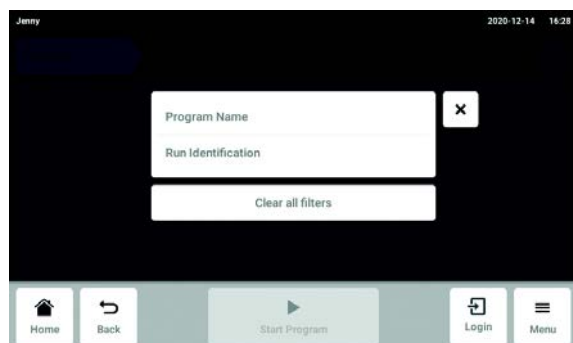 Jenny 2020-12-14 16:28
Program Name
Run Identification
Clear all filters
Home Back Start Program Login Menu